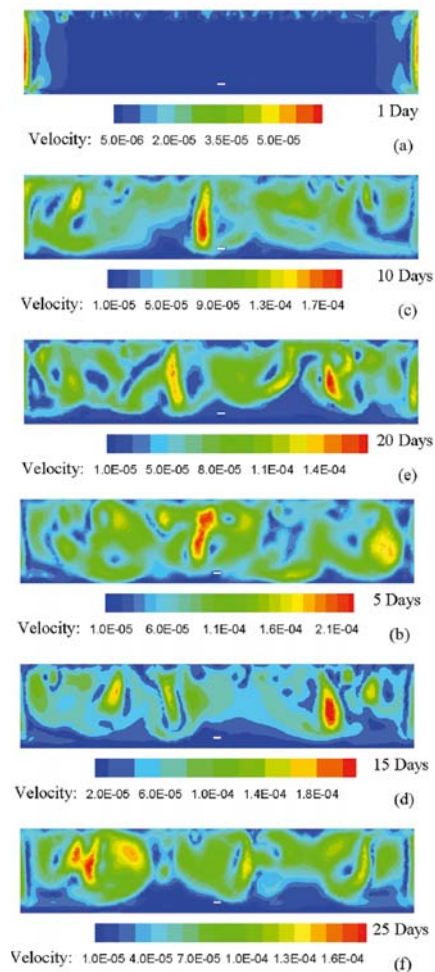 1 Day
Velocity: 5.0E-06 2.0E-05 3.5E-05 5.0E-05
(a)
10 Days
Velocity: 1.0E-05 5.0E-05 9.0E-05 1.3E-04 1.7E-04
(c)
20 Days
Velocity: 1.0E-05 5.0E-05 8.0E-05 1.1E-04 1.4E-04
(e)
5 Days
Velocity: 1.0E-05 6.0E-05 1.1E-04 1.6E-04 2.1E-04
(b)
15 Days
Velocity: 2.0E-05 6.0E-05 1.0E-04 1.4E-04 1.8E-04
(d)
25 Days
Velocity: 1.0E-05 4.0E-05 7.0E-05 1.0E-04 1.3E-04 1.6E-04
(f)